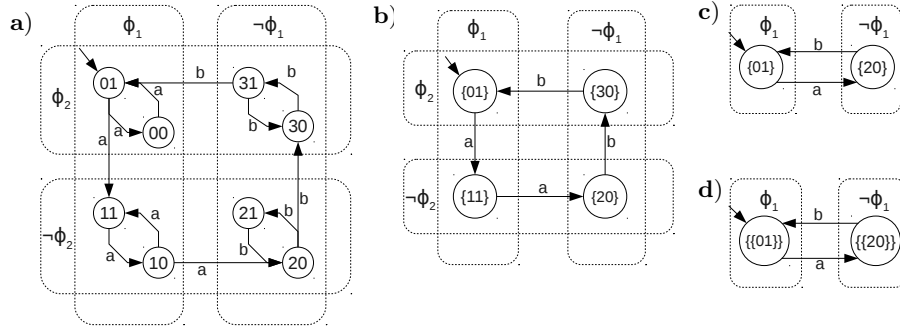 a)
ϕ1 ¬ϕ1
ϕ2
¬ϕ2
01 31
b
00 30
a a a b b
11 21
10 20
a a a b b b
b)
ϕ1 ¬ϕ1
ϕ2
¬ϕ2
{01} b {30}
a b
{11} a {20}
c)
ϕ1 ¬ϕ1
b
{01} {20}
a
d)
ϕ1 ¬ϕ1
b
{{01}} {{20}}
a